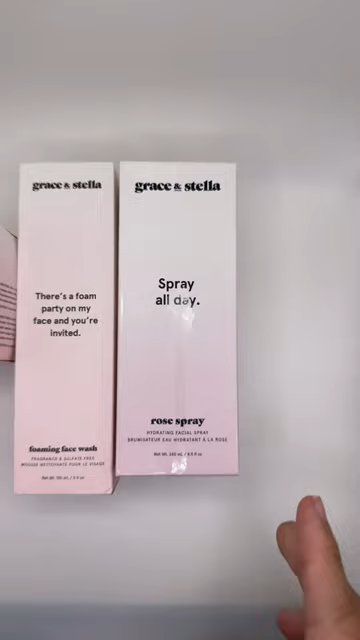 grace & stella
There's a foam
party on my
face and you're
invited.
foaming face wash
FRAGRANCE & SULFATE FREE
MOUSSE NETTOYANTE POUR LE VISAGE
grace & stella
Spray
all day.
rose spray
HYDRATING FACIAL SPRAY
BRUMISATEUR EAU HYDRATANT À LA ROSE